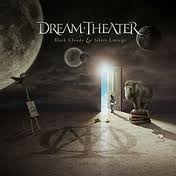 DREAM THEATER
Black Clouds & Silver Linings